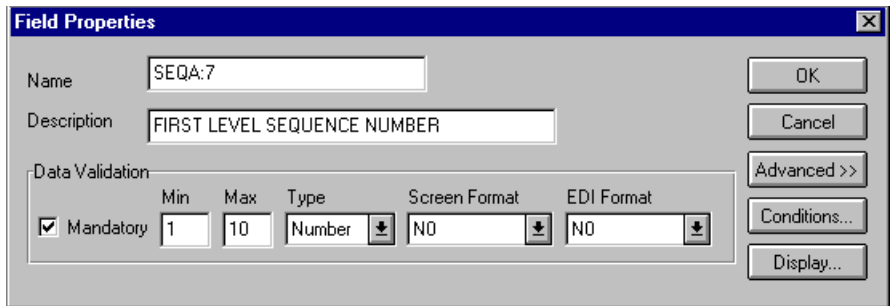 Field Properties
Name
SEQA:7
OK
Description
FIRST LEVEL SEQUENCE NUMBER
Cancel
Data Validation
Advanced >>
Min Max Type Screen Format EDI Format
Mandatory 1 10 Number N0 N0
Conditions...
Display...